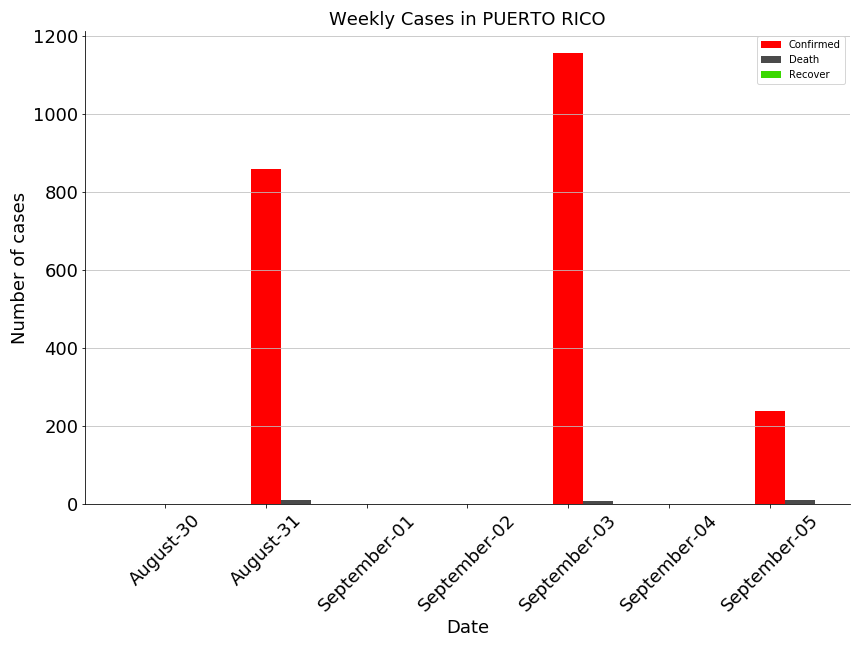 Weekly Cases in PUERTO RICO
Confirmed
Death
Recover
Number of cases
1200
1000
800
600
400
200
0
August-30
August-31
September-01
September-02
September-03
September-04
September-05
Date